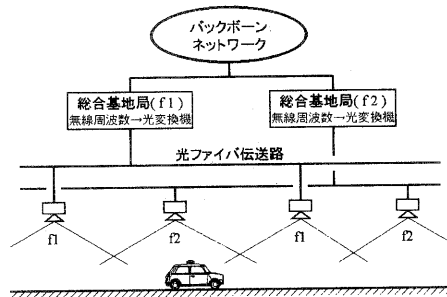 バックボーン
ネットワーク
総合基地局(f1)
無線周波数→光変換機
総合基地局(f2)
無線周波数→光変換機
光ファイバ伝送路
f1
f2
f1
f2